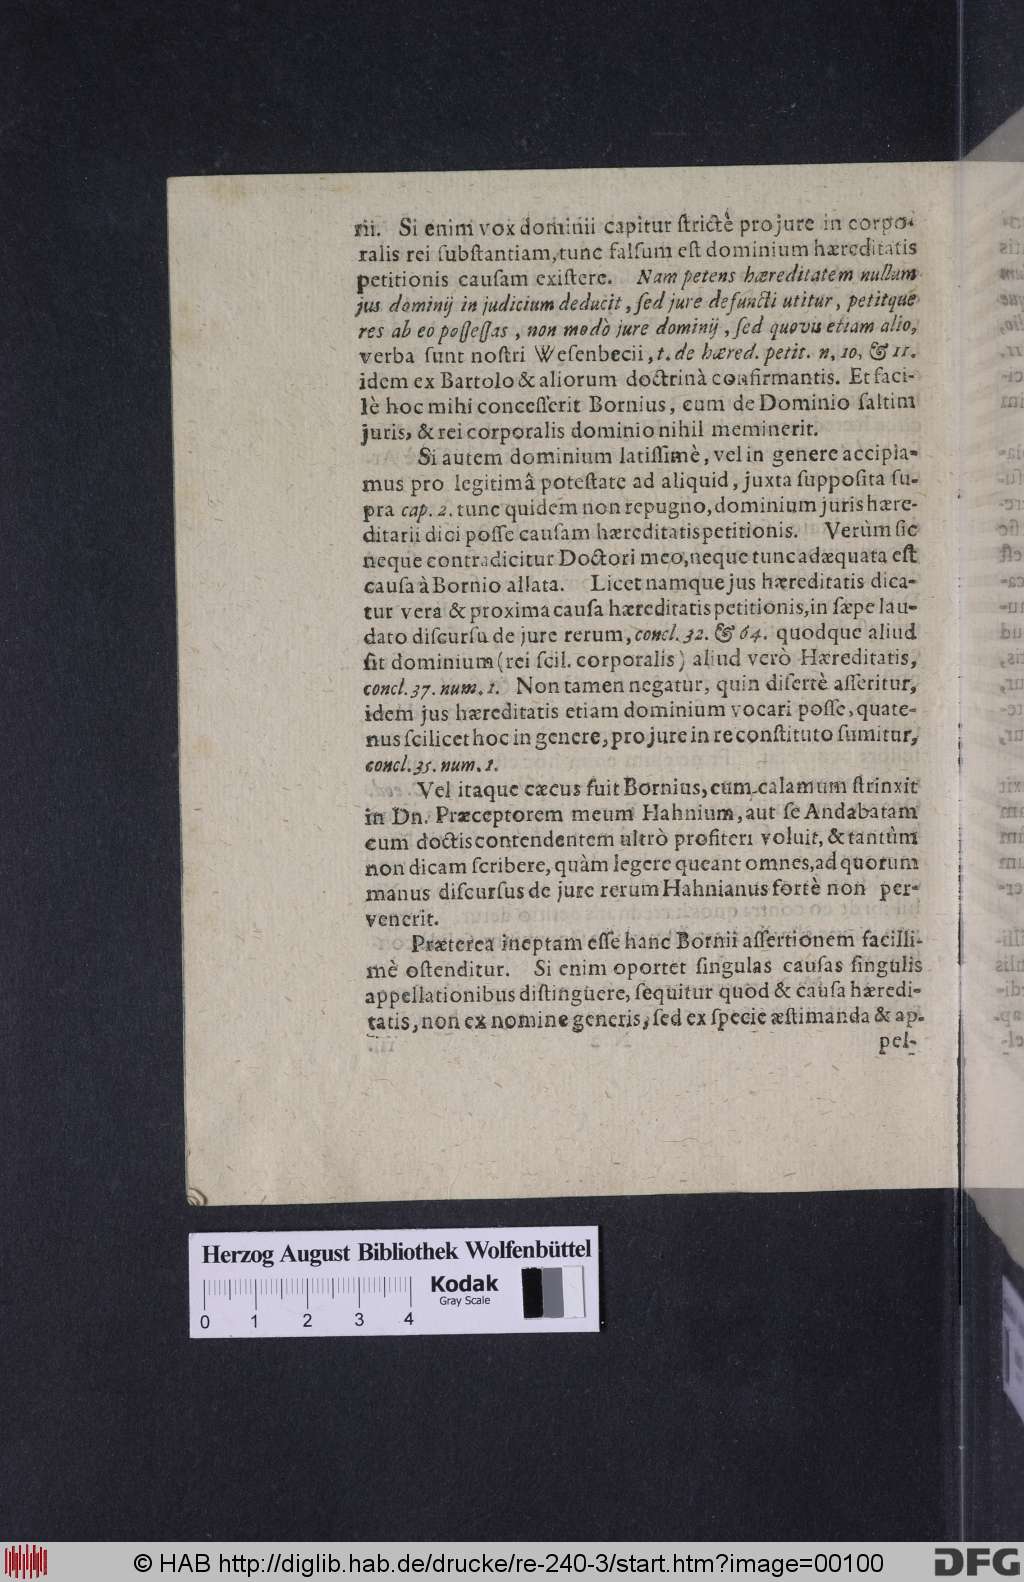 rii. Si enim vox dominii capitur ſtrictè pro jure in corpo-
ralis rei ſubſtantiam, tunc falſum eſt dominium hæreditatis
petitionis cauſam exiſtere. Nam petens hæreditatem nullum
jus dominij in judicium deducit, ſed jure defuncti utitur, petitque
res ab eo poſſeſſas, non modò jure dominij, ſed quovis etiam alio,
verba ſunt noſtri Weſenbecii, t. de hæred. petit. n. 10. & 11.
idem ex Bartolo & aliorum doctrinà confirmantis. Et faci-
lè hoc mihi conceſſerit Bornius, cum de Dominio ſaltim
juris, & rei corporalis dominio nihil meminerit.
Si autem dominium latiſſimè, vel in genere accipia-
mus pro legitimâ poteſtate ad aliquid, juxta ſuppoſita ſu-
pra cap. 2. tunc quidem non repugno, dominium juris hære-
ditarii dici poſſe cauſam hæreditatis petitionis. Verùm ſic
neque contradicitur Doctori meo, neque tunc adæquata eſt
cauſa à Bornio allata. Licet namque jus hæreditatis dica-
tur vera & proxima cauſa hæreditatis petitionis, in ſæpe lau-
dato diſcurſu de jure rerum, concl. 32. & 64. quodque aliud
ſit dominium (rei ſcil. corporalis) aliud verò Hæreditatis,
concl. 37. num. 1. Non tamen negatur, quin diſertè aſſeritur,
idem jus hæreditatis etiam dominium vocari poſſe, quate-
nus ſcilicet hoc in genere, pro jure in re conſtituto ſumitur,
concl. 35. num. 1.
Vel itaque cæcus fuit Bornius, cum calamum ſtrinxit
in Dn. Præceptorem meum Hahnium, aut ſe Andabatam
cum doctis contendentem ultrò profiteri voluit, & tantùm
non dicam ſcribere, quàm legere queant omnes, ad quorum
manus diſcurſus de jure rerum Hahnianus fortè non per-
venerit.
Præterea ineptam eſſe hanc Bornii aſſertionem facilli-
mè oſtenditur. Si enim oportet ſingulas cauſas ſingulis
appellationibus diſtinguere, ſequitur quod & cauſa hæredi-
tatis, non ex nomine generis, ſed ex ſpecie æſtimanda & ap-
pel-
Herzog August Bibliothek Wolfenbüttel
Kodak
Gray Scale
0 1 2 3 4
© HAB http://diglib.hab.de/drucke/re-240-3/start.htm?image=00100
DFG